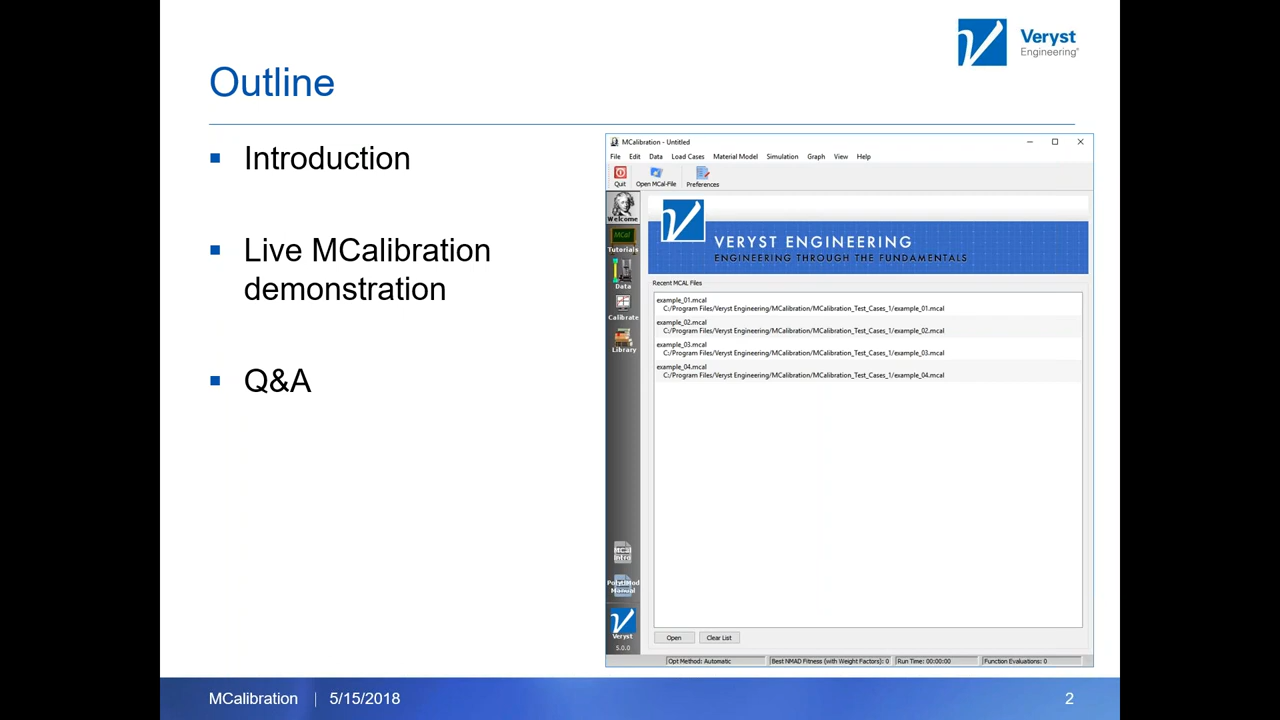 Veryst
Engineering
Outline
Introduction
Live MCalibration
demonstration
Q&A
MCalibration - Untitled
File Edit Data Load Cases Material Model Simulation Graph View Help
Quit Open MCal-File Preferences
Welcome
MCal
Tutorials
Data
Calibrate
Library
MCal
Intro
PolyUMod
Manual
Veryst
5.0.0
VERYST ENGINEERING
ENGINEERING THROUGH THE FUNDAMENTALS
Recent MCAL Files
example_01.mcal
C:/Program Files/Veryst Engineering/MCalibration/MCalibration_Test_Cases_1/example_01.mcal
example_02.mcal
C:/Program Files/Veryst Engineering/MCalibration/MCalibration_Test_Cases_1/example_02.mcal
example_03.mcal
C:/Program Files/Veryst Engineering/MCalibration/MCalibration_Test_Cases_1/example_03.mcal
example_04.mcal
C:/Program Files/Veryst Engineering/MCalibration/MCalibration_Test_Cases_1/example_04.mcal
Open Clear List
Opt Method: Automatic Best NMAD Fitness (with Weight Factors): 0 Run Time: 00:00:00 Function Evaluations: 0
MCalibration | 5/15/2018 2